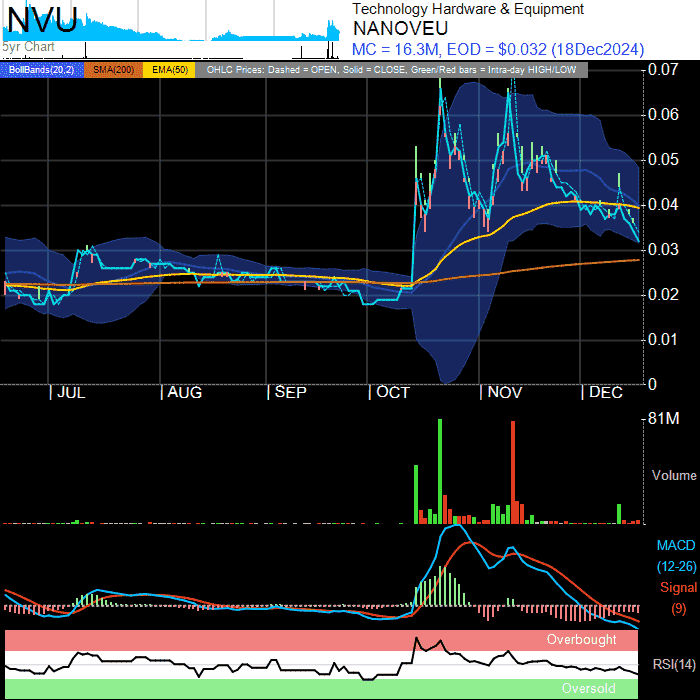 NVU
5yr Chart
Technology Hardware & Equipment
NANOVEU
MC = 16.3M, EOD = $0.032 (18Dec2024)
BollBands(20,2) SMA(200) EMA(50) OHLC Prices: Dashed = OPEN, Solid = CLOSE, Green/Red bars = Intra-day HIGH/LOW
0.07
0.06
0.05
0.04
0.03
0.02
0.01
0
JUL AUG SEP OCT NOV DEC
81M
Volume
MACD
(12-26)
Signal
(9)
Overbought
RSI(14)
Oversold